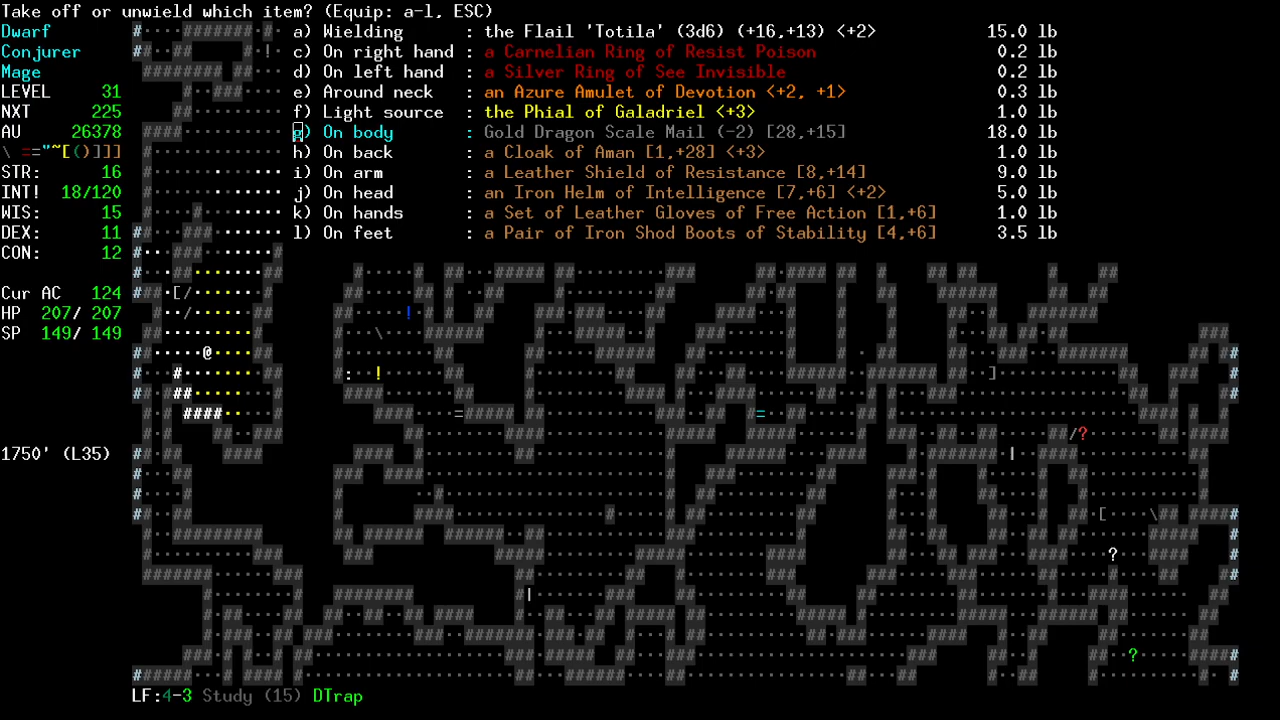 Take off or unwield which item? (Equip: a-l, ESC)
Dwarf a) Wielding : the Flail 'Totila' (3d6) (+16,+13) <+2> 15.0 lb
Conjurer c) On right hand : a Carnelian Ring of Resist Poison 0.2 lb
Mage d) On left hand : a Silver Ring of See Invisible 0.2 lb
LEVEL 31 e) Around neck : an Azure Amulet of Devotion <+2, +1> 0.3 lb
NXT 225 f) Light source : the Phial of Galadriel <+3> 1.0 lb
AU 26378 g) On body : Gold Dragon Scale Mail (-2) [28,+15] 18.0 lb
\ =="~[()]]] h) On back : a Cloak of Aman [1,+28] <+3> 1.0 lb
STR: 16 i) On arm : a Leather Shield of Resistance [8,+14] 9.0 lb
INT! 18/120 j) On head : an Iron Helm of Intelligence [7,+6] <+2> 5.0 lb
WIS: 15 k) On hands : a Set of Leather Gloves of Free Action [1,+6] 1.0 lb
DEX: 11 l) On feet : a Pair of Iron Shod Boots of Stability [4,+6] 3.5 lb
CON: 12
Cur AC 124
HP 207/ 207
SP 149/ 149
1750' (L35)
LF:4-3 Study (15) DTrap